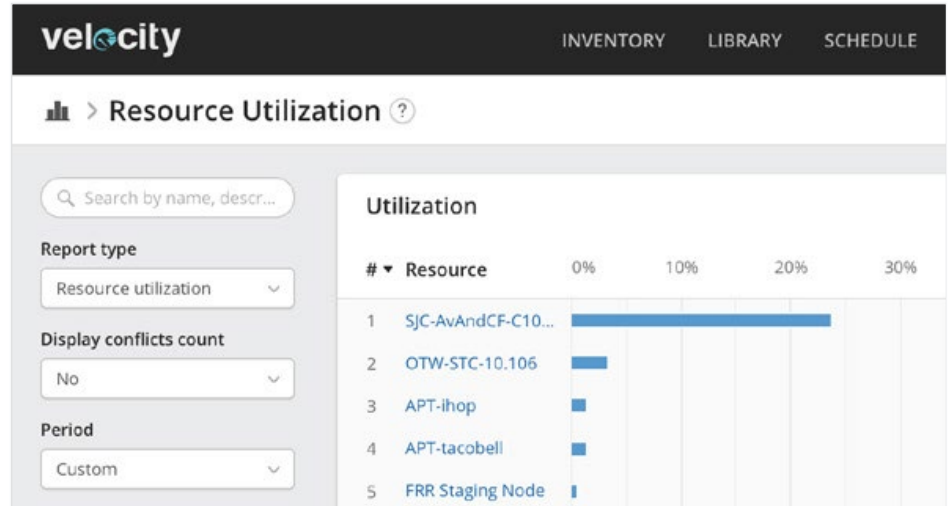 velocity
INVENTORY LIBRARY SCHEDULE
> Resource Utilization ?
Search by name, descr...
Report type
Resource utilization
Display conflicts count
No
Period
Custom
Utilization
# Resource 0% 10% 20% 30%
1 SJC-AvAndCF-C10...
2 OTW-STC-10.106
3 APT-ihop
4 APT-tacobell
5 FRR Staging Node